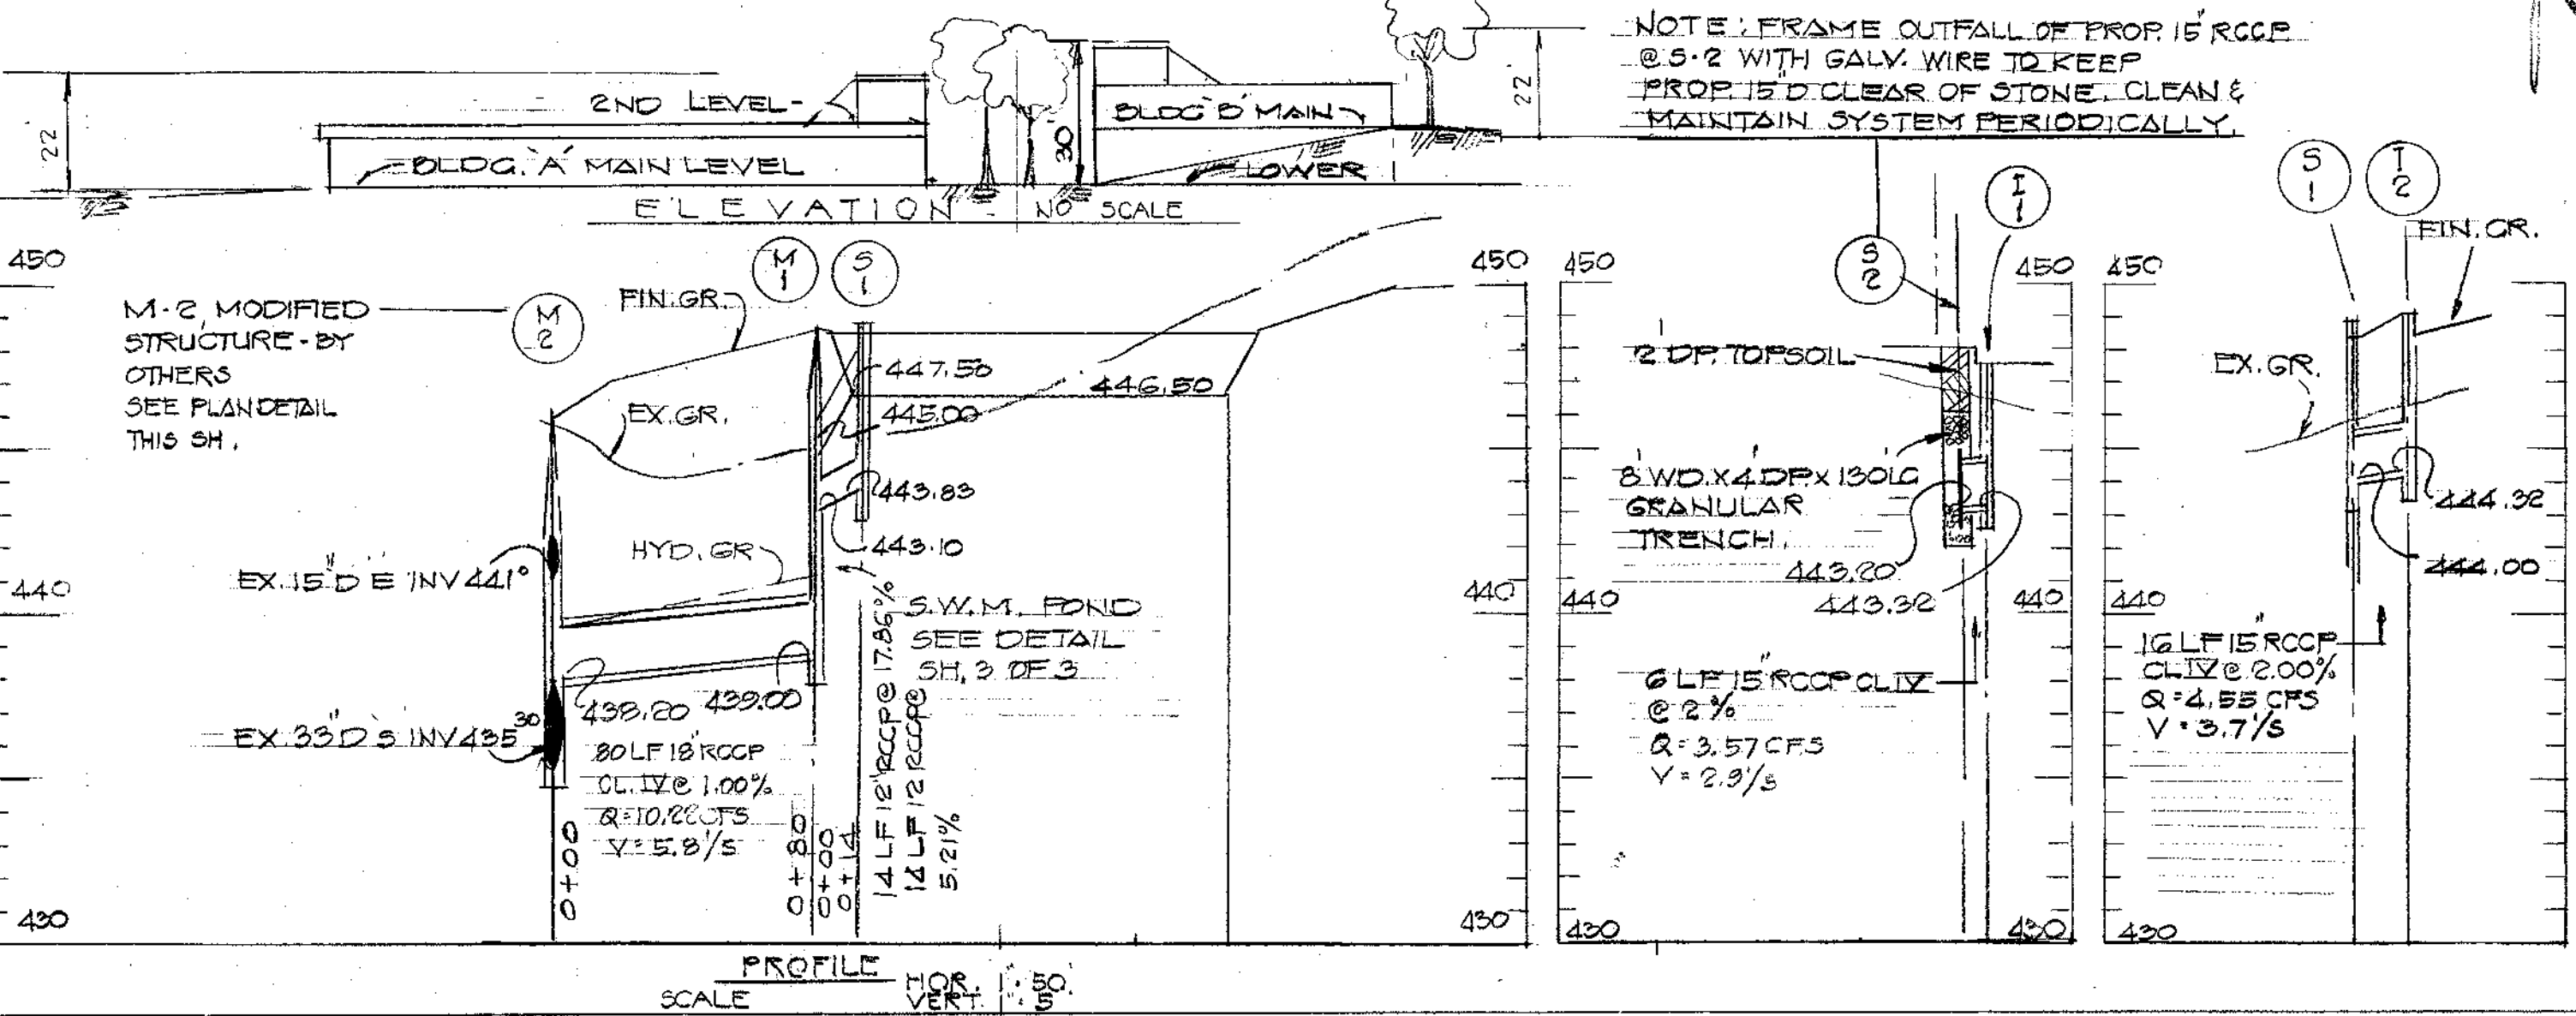 NOTE: FRAME OUTFALL OF PROP. 15" RCCP
@ S-2 WITH GALV. WIRE TO KEEP
PROP. 15"D CLEAR OF STONE. CLEAN &
MAINTAIN SYSTEM PERIODICALLY.
22
2ND LEVEL
BLDG. 'A' MAIN LEVEL
30
BLDG 'B' MAIN
LOWER
22
ELEVATION - NO SCALE
450
M-2, MODIFIED
STRUCTURE - BY
OTHERS
SEE PLAN DETAIL
THIS SH.
M
2
FIN. GR.
M
1
S
1
EX. GR.
447.50
446.50
445.00
443.83
443.10
HYD. GR
EX. 15"D E INV 441°
440
438.20
439.00
EX. 33"D S INV 435 30
80 LF 18" RCCP
CL. IV @ 1.00%
Q=10.22 CFS
V=5.8'/S
S.W.M. POND
SEE DETAIL
SH. 3 OF 3
14 LF 12" RCCP @ 17.86%
14 LF 12 RCCP @
5.21%
0+00
0+80
0+00
0+14
430
450
440
430
450
440
430
S
2
I
1
2' DP. TOPSOIL
8' WD. X 4' DP X 130' LG
GRANULAR
TRENCH.
443.20
443.32
6 LF 15" RCCP CL IV
@ 2%
Q=3.57 CFS
V=2.9'/S
450
440
430
450
440
430
S
1
I
2
FIN. GR.
EX. GR.
444.32
444.00
16 LF 15" RCCP
CL IV @ 2.00%
Q=4.55 CFS
V=3.7'/S
PROFILE
SCALE
HOR. 1": 50'
VERT. 1": 5'